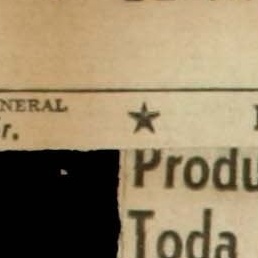 NERAL
r. ★
Produ
Toda